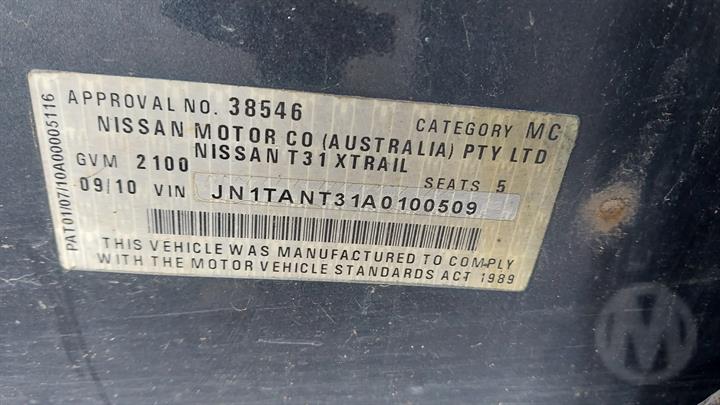 APPROVAL NO. 38546 CATEGORY MC
NISSAN MOTOR CO (AUSTRALIA) PTY LTD
NISSAN T31 XTRAIL
GVM 2100 SEATS 5
09/10 VIN JN1TANT31A0100509
THIS VEHICLE WAS MANUFACTURED TO COMPLY
WITH THE MOTOR VEHICLE STANDARDS ACT 1989
PAT01/07/10A00005116
M